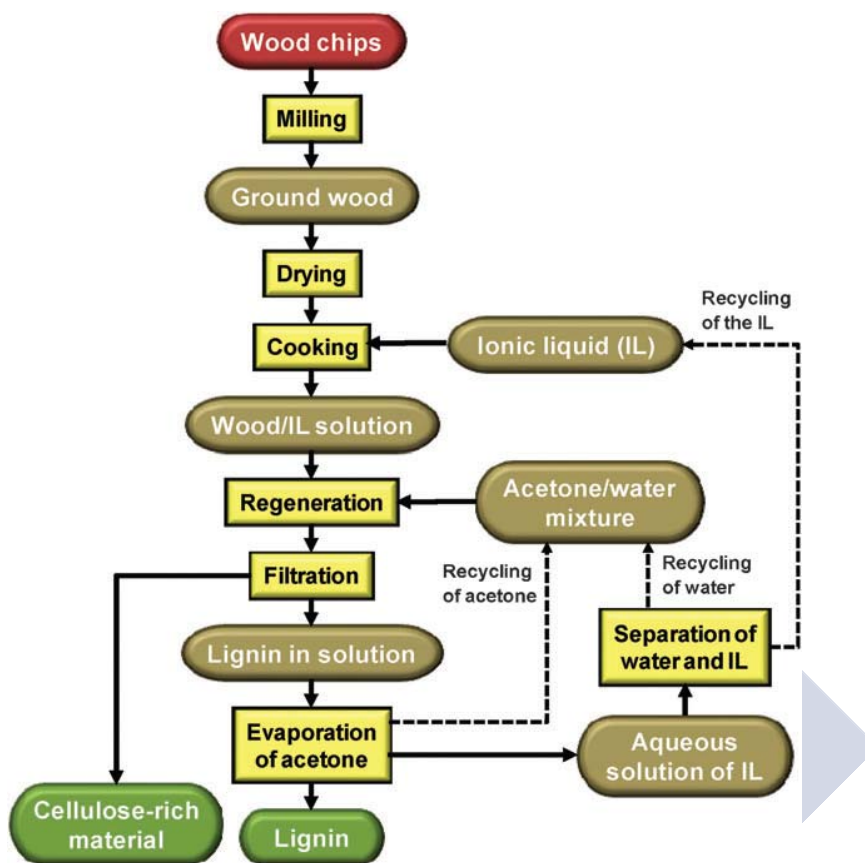 Wood chips
Milling
Ground wood
Drying
Recycling
of the IL
Cooking
Ionic liquid (IL)
Wood/IL solution
Regeneration
Acetone/water
mixture
Filtration
Recycling
of acetone
Recycling
of water
Lignin in solution
Separation of
water and IL
Evaporation
of acetone
Aqueous
solution of IL
Cellulose-rich
material
Lignin